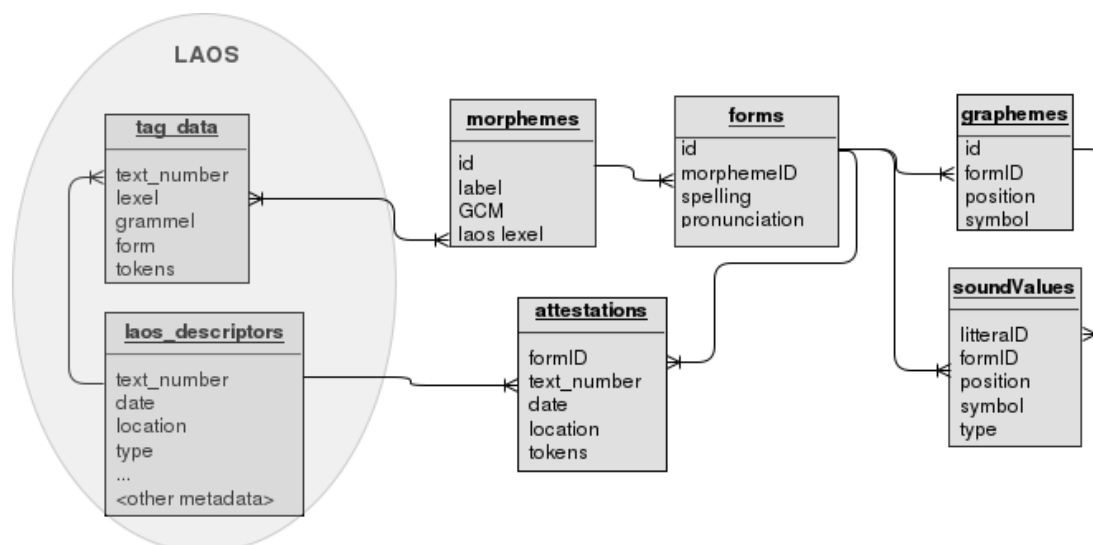 LAOS
tag_data
text_number
lexel
grammel
form
tokens
laos_descriptors
text_number
date
location
type
...
<other metadata>
morphemes
id
label
GCM
laos lexel
forms
id
morphemeID
spelling
pronunciation
attestations
formID
text_number
date
location
tokens
graphemes
id
formID
position
symbol
soundValues
litteraID
formID
position
symbol
type